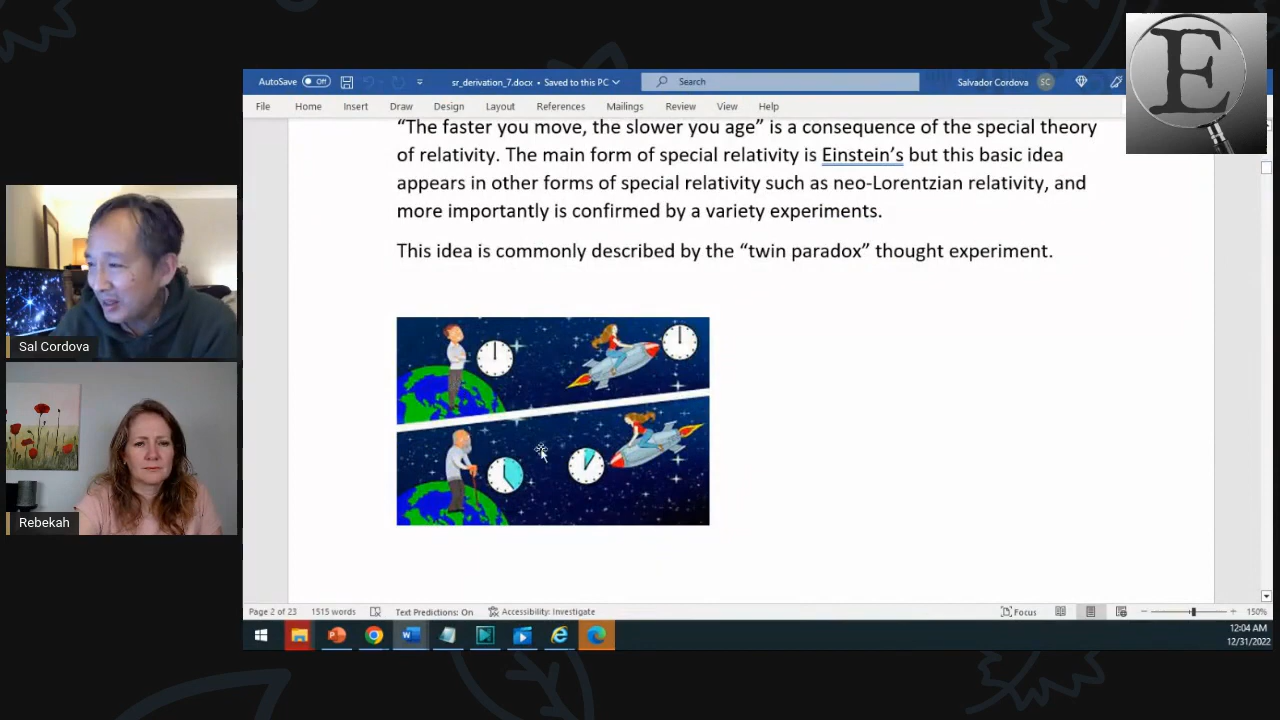 E
AutoSave Off sr_derivation_7.docx • Saved to this PC Search Salvador Cordova SC
File Home Insert Draw Design Layout References Mailings Review View Help
“The faster you move, the slower you age” is a consequence of the special theory
of relativity. The main form of special relativity is Einstein’s but this basic idea
appears in other forms of special relativity such as neo-Lorentzian relativity, and
more importantly is confirmed by a variety experiments.
This idea is commonly described by the “twin paradox” thought experiment.
Sal Cordova
Rebekah
Page 2 of 23 1515 words Text Predictions: On Accessibility: Investigate Focus 150%
12:04 AM
12/31/2022